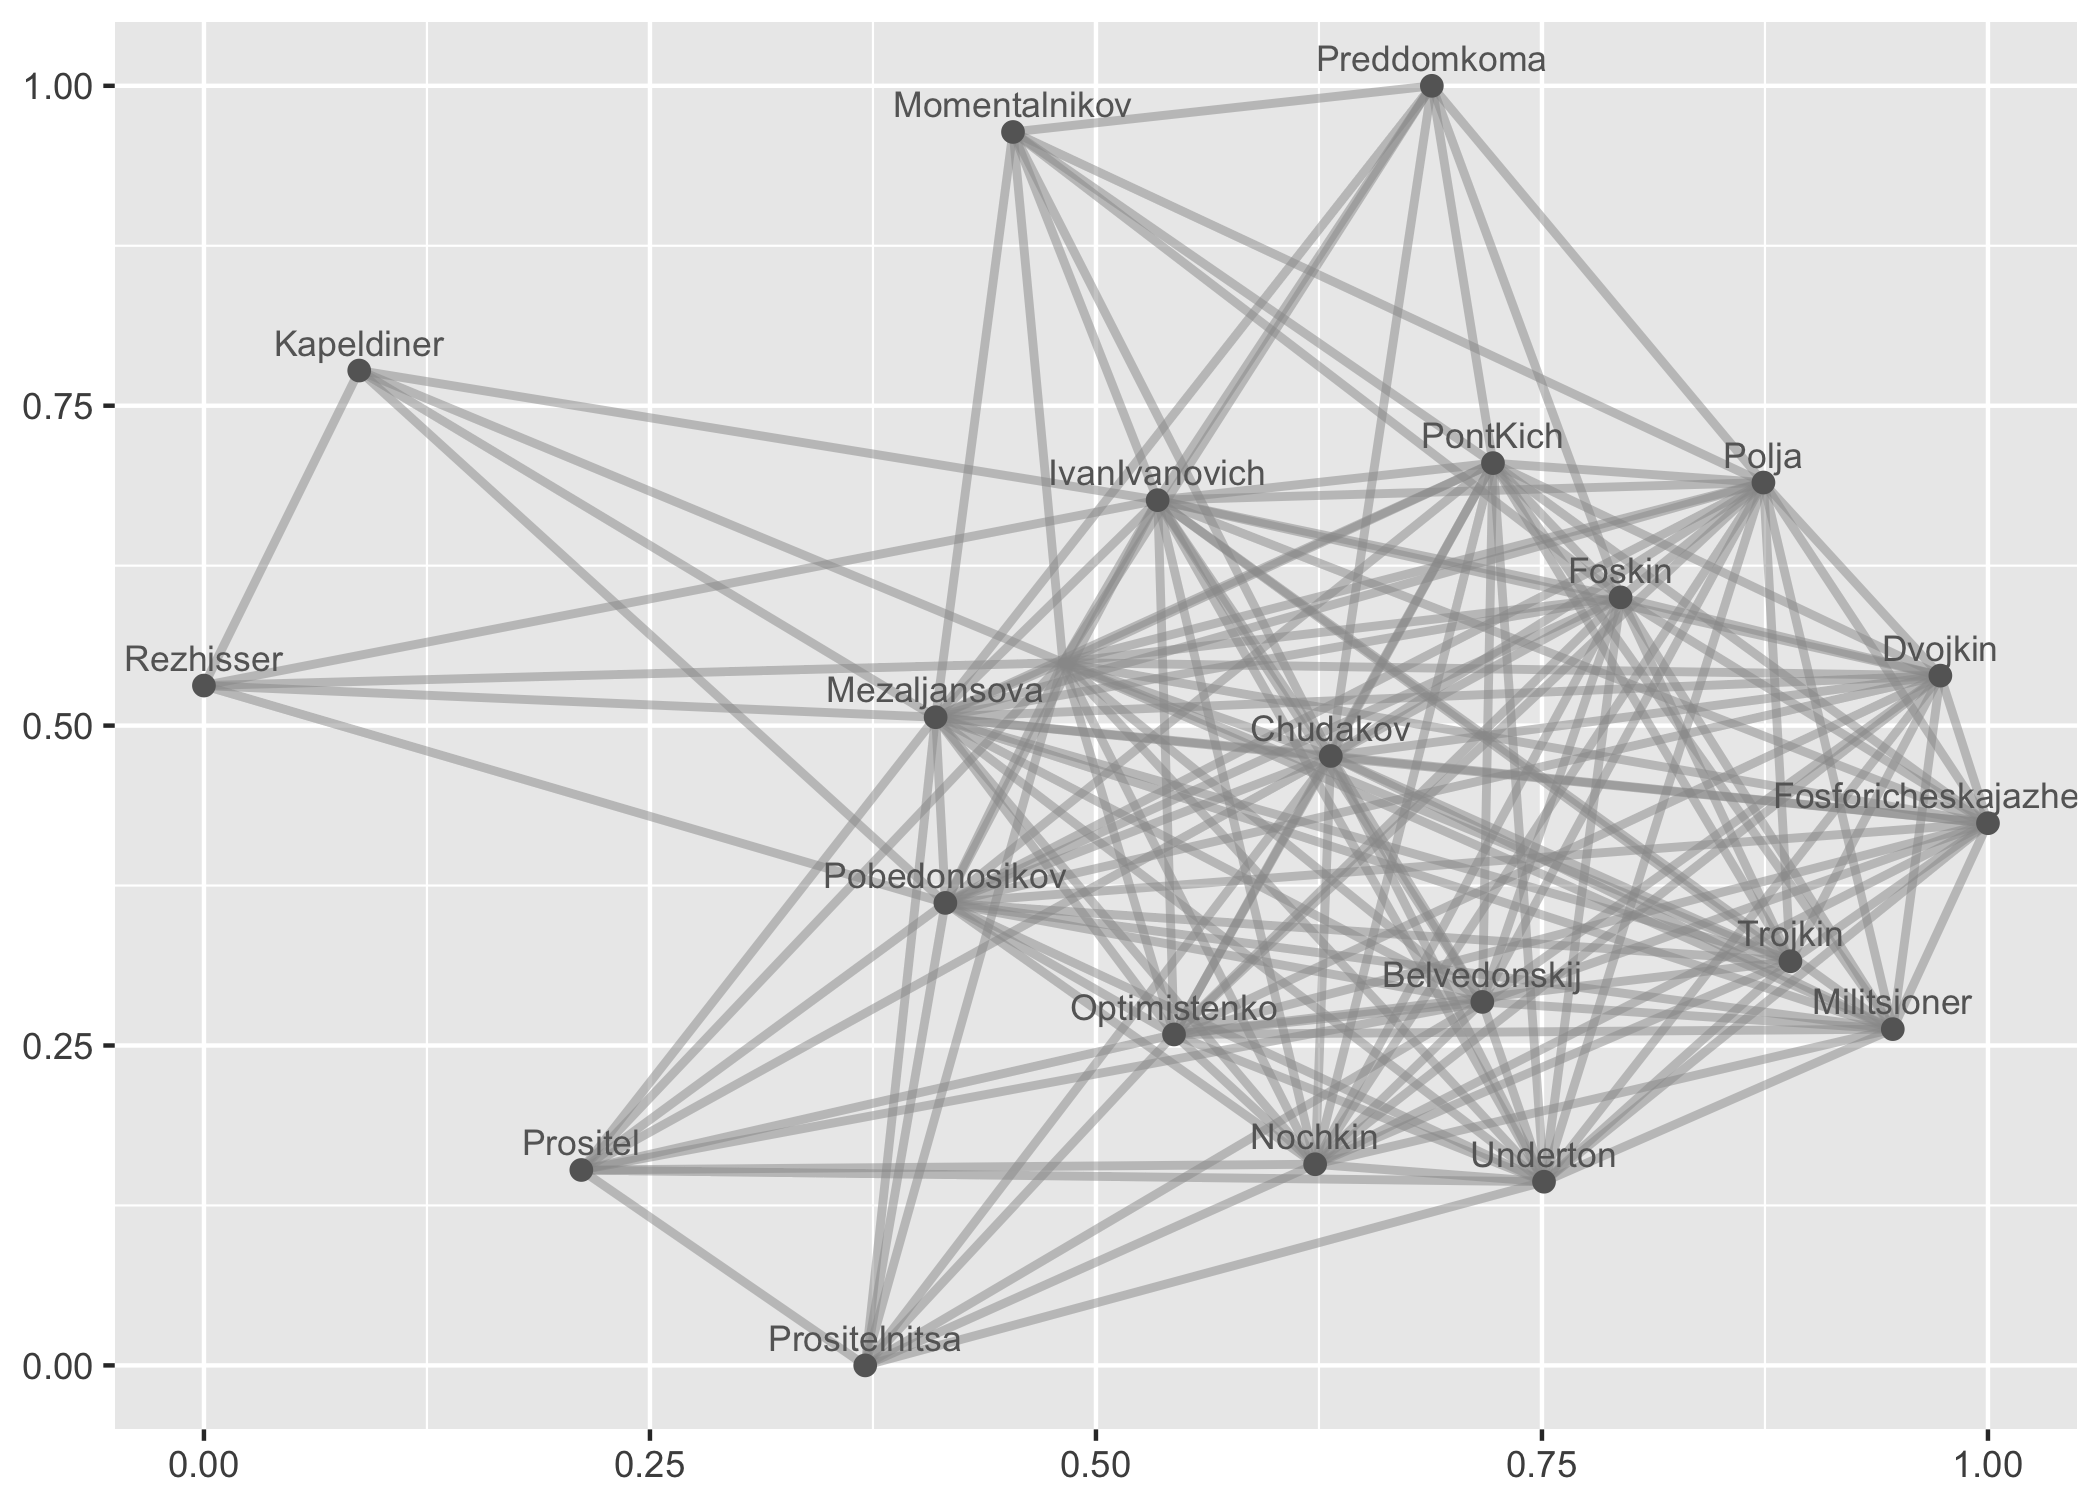 Preddomkoma
1.00
Momentalnikov
Kapeldiner
0.75
PontKich
Polja
IvanIvanovich
Foskin
Rezhisser
Dvojkin
Mezaljansova
0.50
Chudakov
Fosforicheskajazhe
Pobedonosikov
Trojkin
Belvedonskij
Optimistenko
Militsioner
0.25
Prositel
Nochkin
Underton
Prositelnitsa
0.00
0.00 0.25 0.50 0.75 1.00